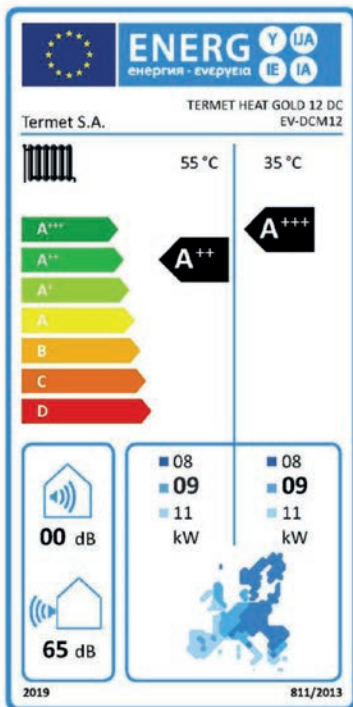 ENERG
енергия · ενεργεια
Y IJA
IE IA
TERMET HEAT GOLD 12 DC
Termet S.A.
EV-DCM12
55 °C
35 °C
A+++
A++
A+
A
B
C
D
A++
A+++
00 dB
65 dB
08
09
11
kW
08
09
11
kW
2019
811/2013